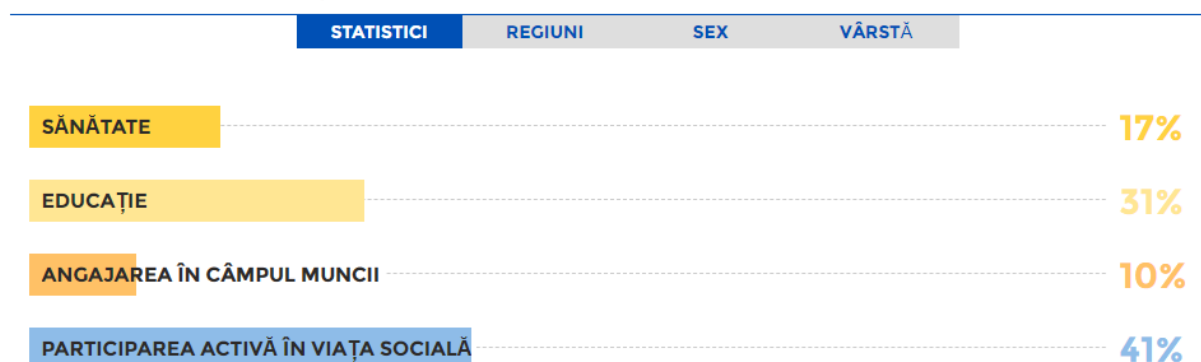 STATISTICI REGIUNI SEX VÂRSTĂ
SĂNĂTATE 17%
EDUCAȚIE 31%
ANGAJAREA ÎN CÂMPUL MUNCII 10%
PARTICIPAREA ACTIVĂ ÎN VIAȚA SOCIALĂ 41%